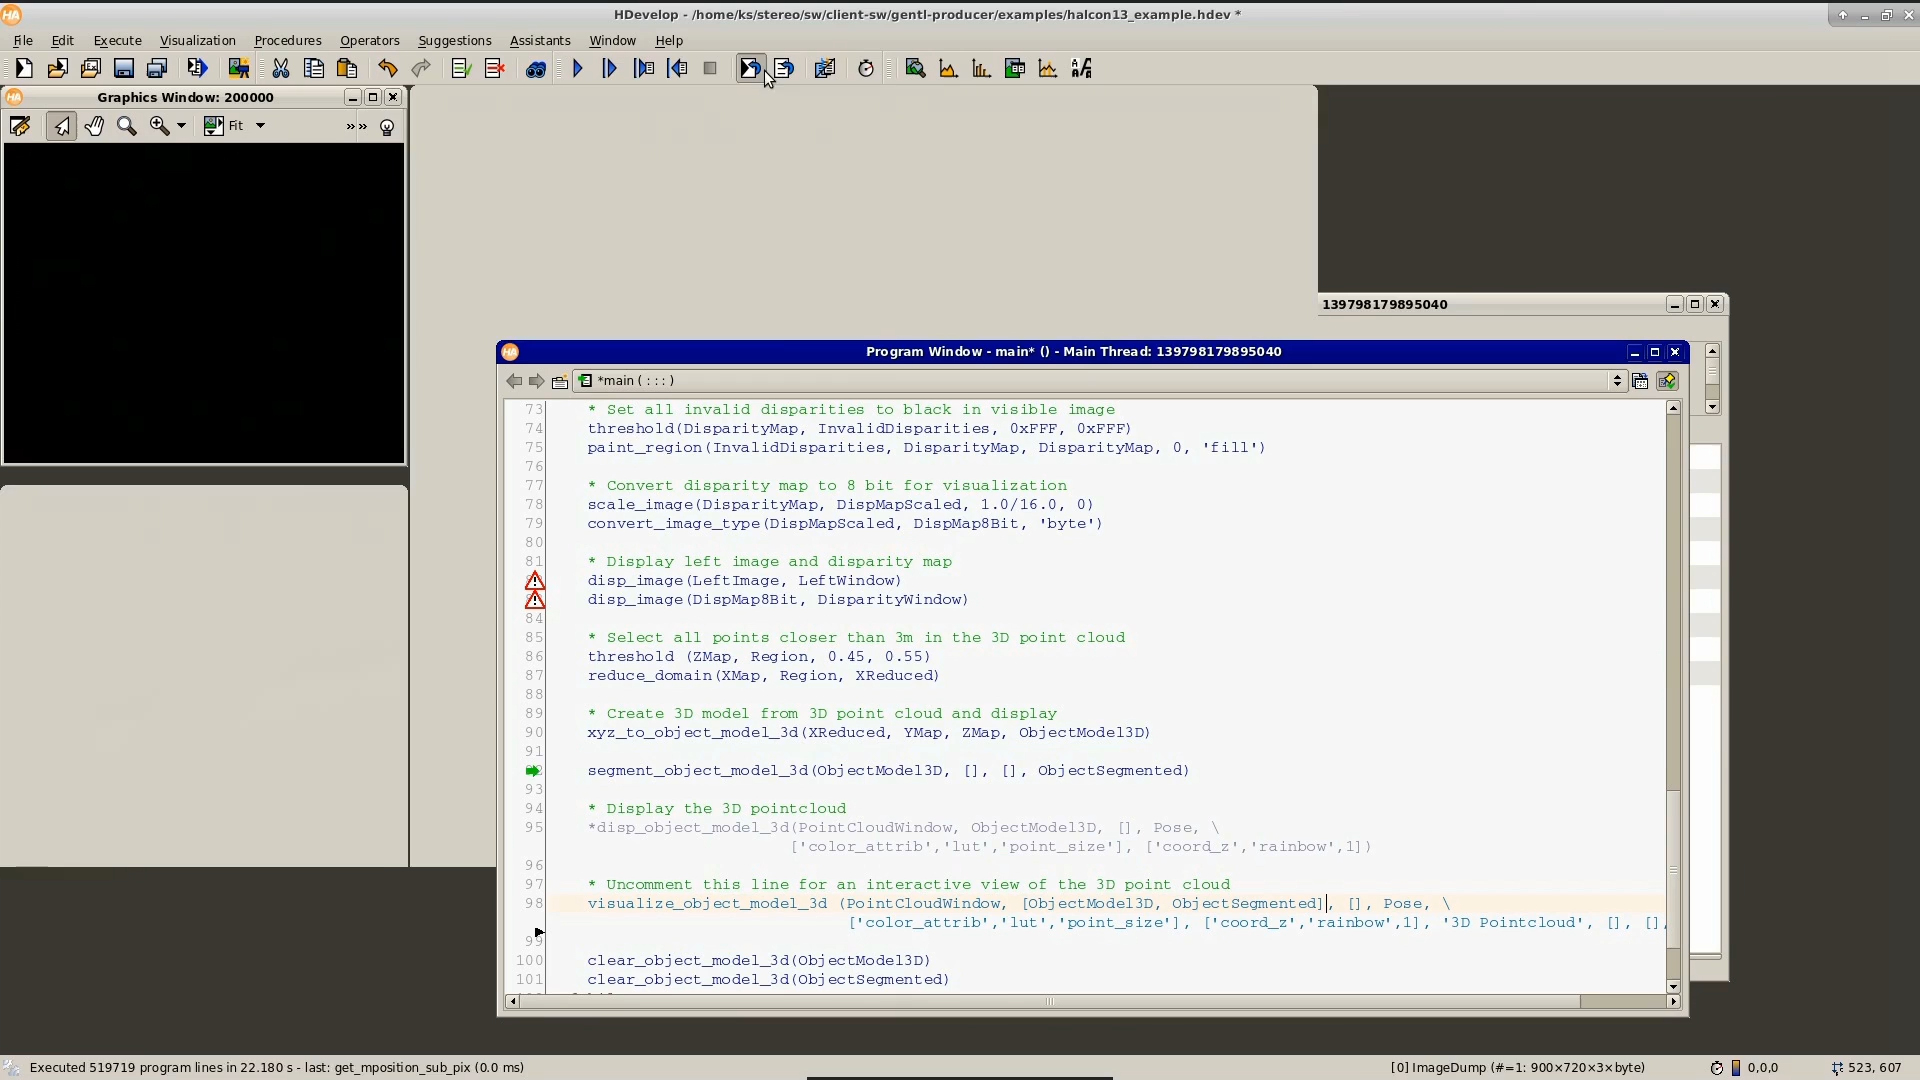 HDevelop - /home/ks/stereo/sw/client-sw/gentl-producer/examples/halcon13_example.hdev *
File Edit Execute Visualization Procedures Operators Suggestions Assistants Window Help
Graphics Window: 200000
Fit
139798179895040
Program Window - main* () - Main Thread: 139798179895040
*main ( : : : )
73 * Set all invalid disparities to black in visible image
74 threshold(DisparityMap, InvalidDisparities, 0xFFF, 0xFFF)
75 paint_region(InvalidDisparities, DisparityMap, DisparityMap, 0, 'fill')
76
77 * Convert disparity map to 8 bit for visualization
78 scale_image(DisparityMap, DispMapScaled, 1.0/16.0, 0)
79 convert_image_type(DispMapScaled, DispMap8Bit, 'byte')
80
81 * Display left image and disparity map
disp_image(LeftImage, LeftWindow)
disp_image(DispMap8Bit, DisparityWindow)
84
85 * Select all points closer than 3m in the 3D point cloud
86 threshold (ZMap, Region, 0.45, 0.55)
87 reduce_domain(XMap, Region, XReduced)
88
89 * Create 3D model from 3D point cloud and display
90 xyz_to_object_model_3d(XReduced, YMap, ZMap, ObjectModel3D)
91
segment_object_model_3d(ObjectModel3D, [], [], ObjectSegmented)
93
94 * Display the 3D pointcloud
95 *disp_object_model_3d(PointCloudWindow, ObjectModel3D, [], Pose, \
['color_attrib','lut','point_size'], ['coord_z','rainbow',1])
96
97 * Uncomment this line for an interactive view of the 3D point cloud
98 visualize_object_model_3d (PointCloudWindow, [ObjectModel3D, ObjectSegmented], [], Pose, \
['color_attrib','lut','point_size'], ['coord_z','rainbow',1], '3D Pointcloud', [], [],
99
100 clear_object_model_3d(ObjectModel3D)
101 clear_object_model_3d(ObjectSegmented)
Executed 519719 program lines in 22.180 s - last: get_mposition_sub_pix (0.0 ms)
[0] ImageDump (#=1: 900×720×3×byte)
0,0,0
523, 607